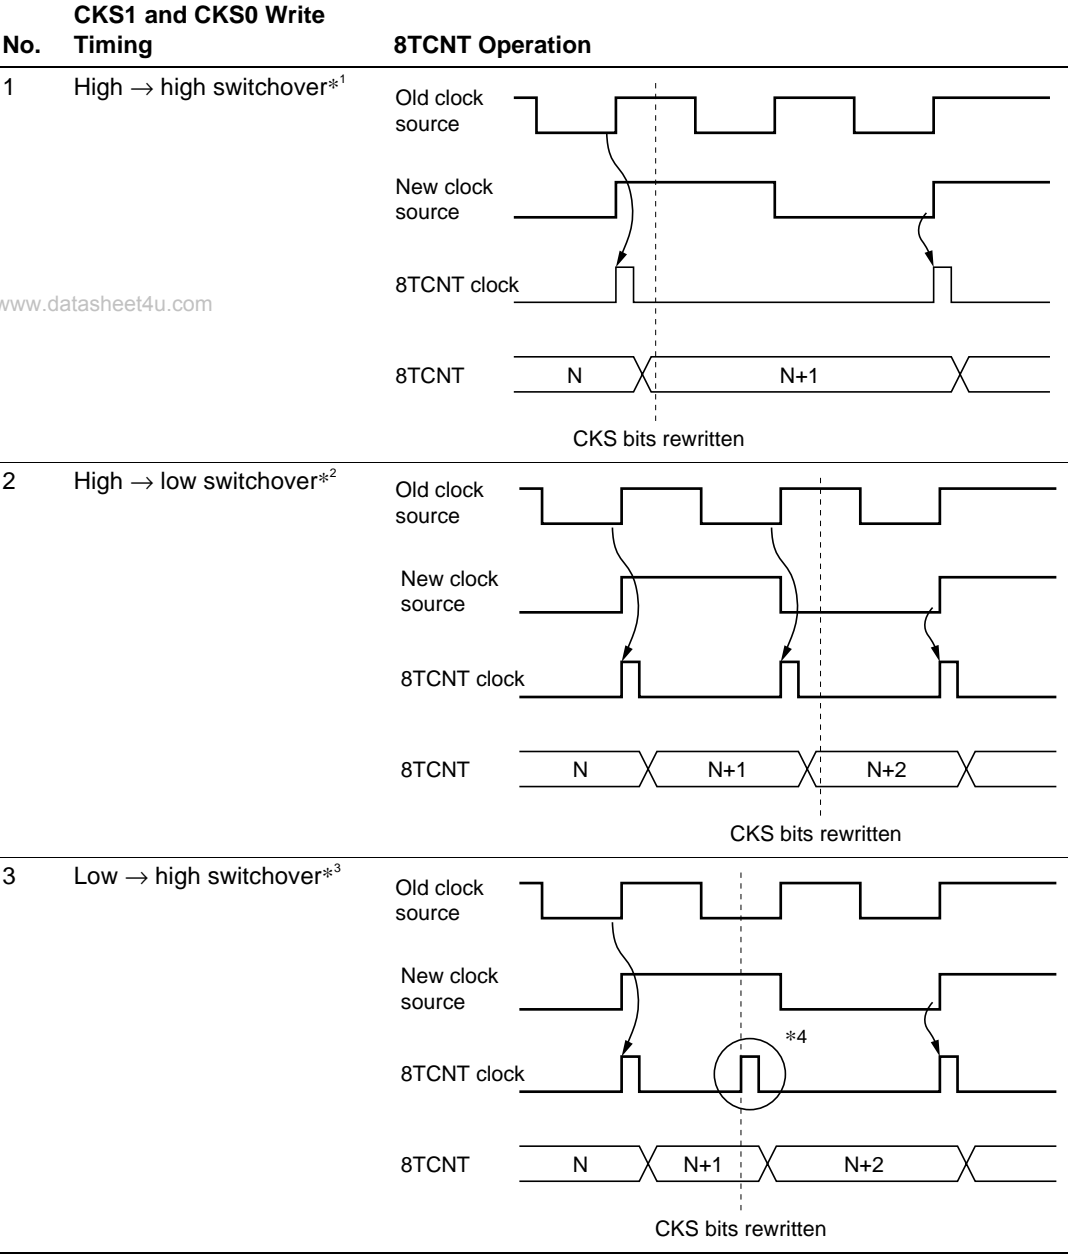 CKS1 and CKS0 Write
No. Timing 8TCNT Operation
1 High → high switchover*1
Old clock
source
New clock
source
8TCNT clock
www.datasheet4u.com
8TCNT N N+1
CKS bits rewritten
2 High → low switchover*2
Old clock
source
New clock
source
8TCNT clock
8TCNT N N+1 N+2
CKS bits rewritten
3 Low → high switchover*3
Old clock
source
New clock
source
*4
8TCNT clock
8TCNT N N+1 N+2
CKS bits rewritten